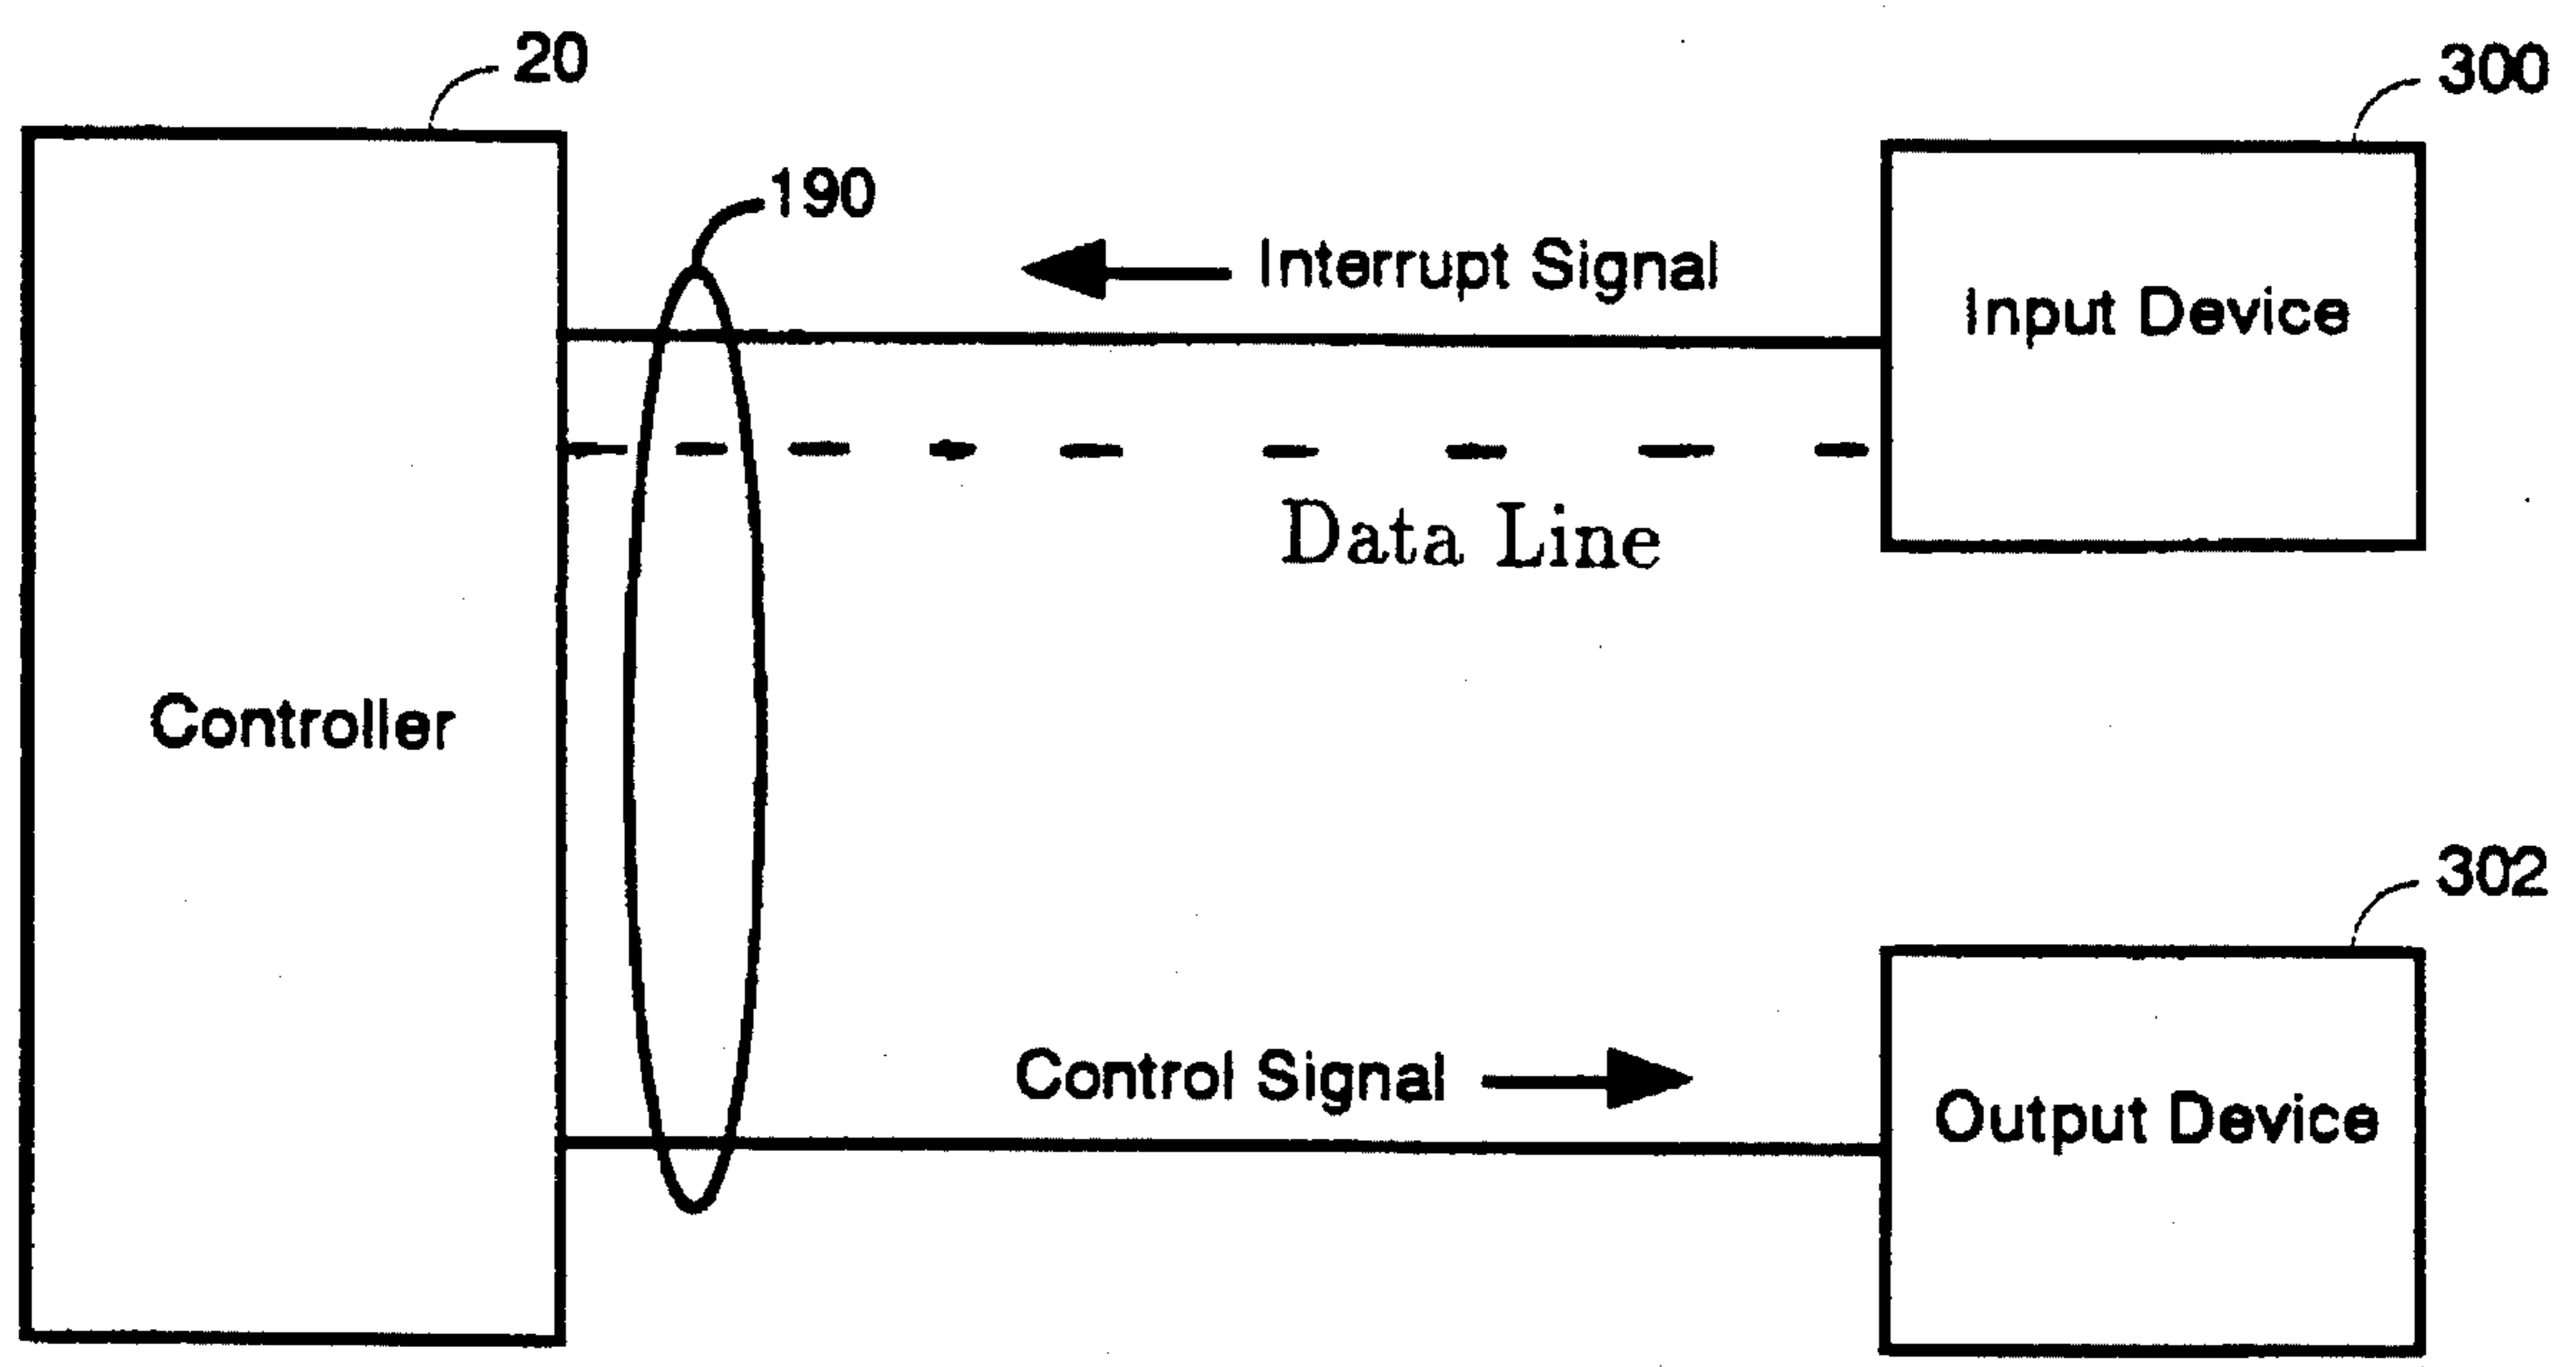 20
300
190
Interrupt Signal
Input Device
Data Line
Controller
302
Control Signal
Output Device